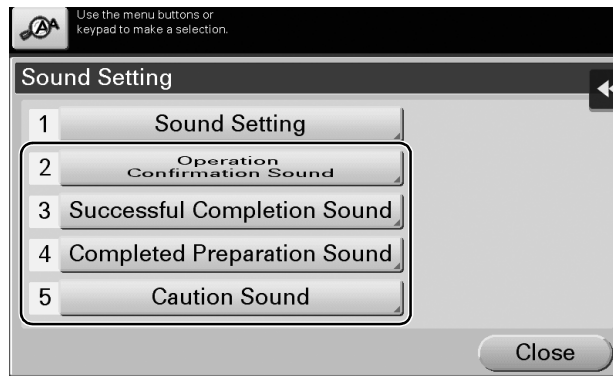 Use the menu buttons or
keypad to make a selection.
Sound Setting
1 Sound Setting
2 Operation
Confirmation Sound
3 Successful Completion Sound
4 Completed Preparation Sound
5 Caution Sound
Close